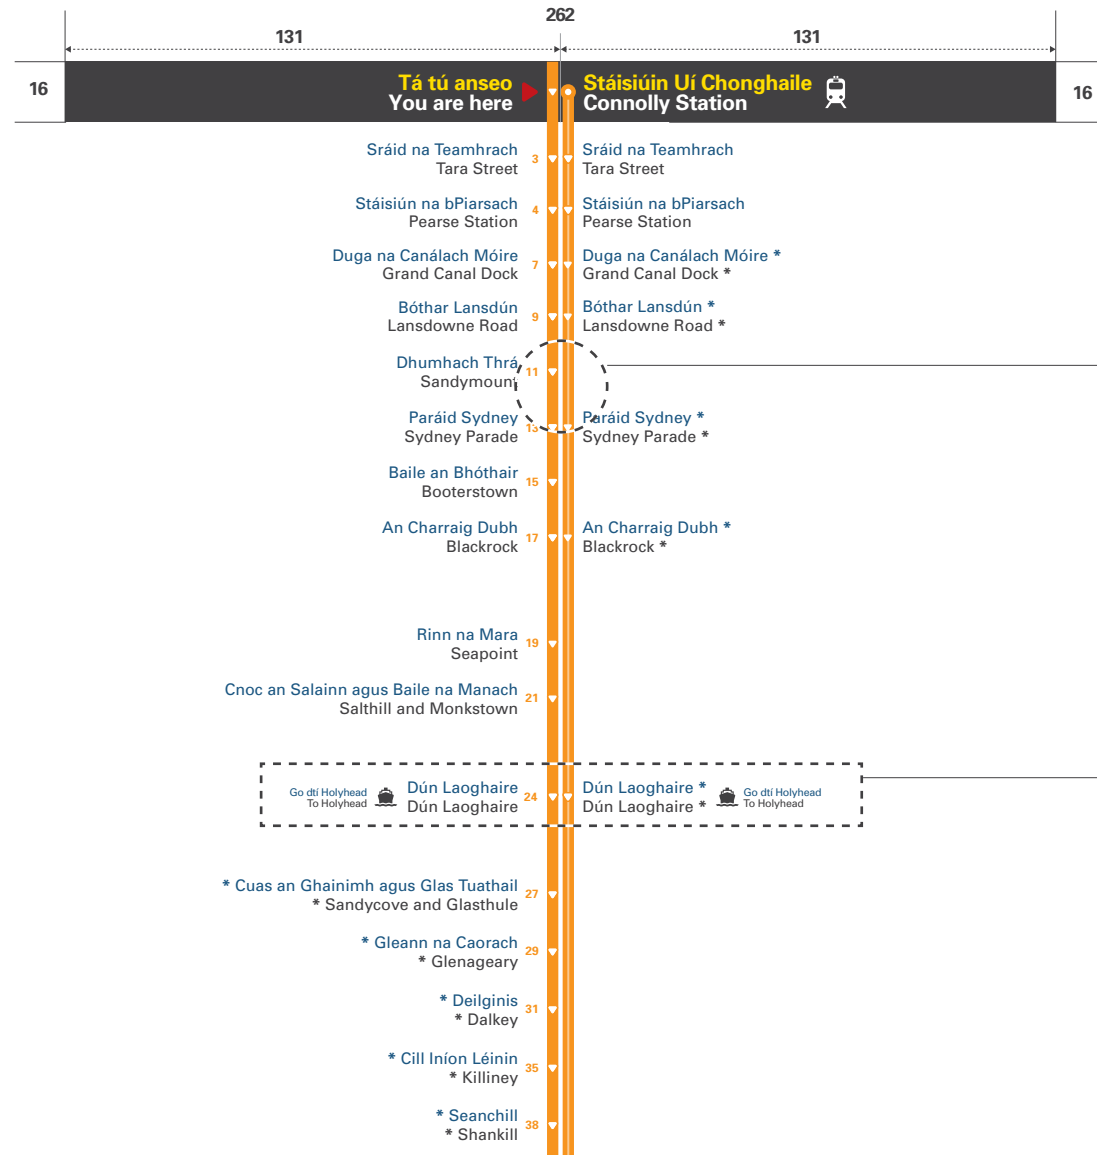 262
131 131
16 16
Tá tú anseo
You are here
Stáisiúin Uí Chonghaile
Connolly Station
Sráid na Teamhrach
Tara Street
3
Sráid na Teamhrach
Tara Street
Stáisiún na bPiarsach
Pearse Station
4
Stáisiún na bPiarsach
Pearse Station
Duga na Canálach Móire
Grand Canal Dock
7
Duga na Canálach Móire *
Grand Canal Dock *
Bóthar Lansdún
Lansdowne Road
9
Bóthar Lansdún *
Lansdowne Road *
Dhumhach Thrá
Sandymount
11
Paráid Sydney
Sydney Parade
13
Paráid Sydney *
Sydney Parade *
Baile an Bhóthair
Booterstown
15
An Charraig Dubh
Blackrock
17
An Charraig Dubh *
Blackrock *
Rinn na Mara
Seapoint
19
Cnoc an Salainn agus Baile na Manach
Salthill and Monkstown
21
Go dtí Holyhead
To Holyhead
Dún Laoghaire
Dún Laoghaire
24
Dún Laoghaire *
Dún Laoghaire *
Go dtí Holyhead
To Holyhead
* Cuas an Ghainimh agus Glas Tuathail
* Sandycove and Glasthule
27
* Gleann na Caorach
* Glenageary
29
* Deilginis
* Dalkey
31
* Cill Iníon Léinin
* Killiney
35
* Seanchill
* Shankill
38